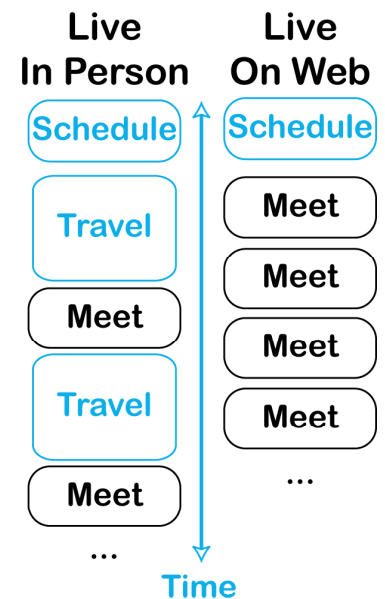 Live
In Person
Schedule
Travel
Meet
Travel
Meet
...
Live
On Web
Schedule
Meet
Meet
Meet
Meet
...
Time